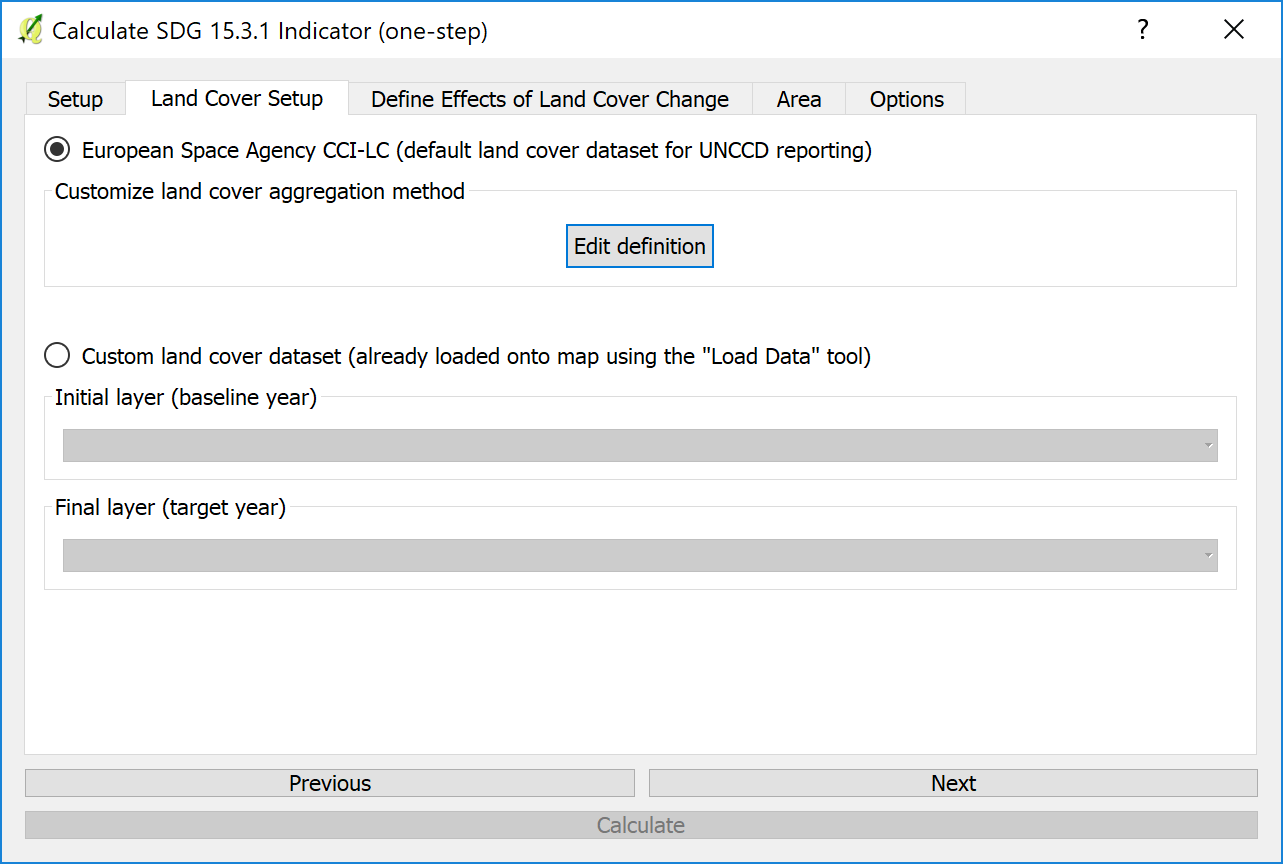 Calculate SDG 15.3.1 Indicator (one-step)
?
Setup
Land Cover Setup
Define Effects of Land Cover Change
Area
Options
European Space Agency CCI-LC (default land cover dataset for UNCCD reporting)
Customize land cover aggregation method
Edit definition
Custom land cover dataset (already loaded onto map using the "Load Data" tool)
Initial layer (baseline year)
Final layer (target year)
Previous
Next
Calculate